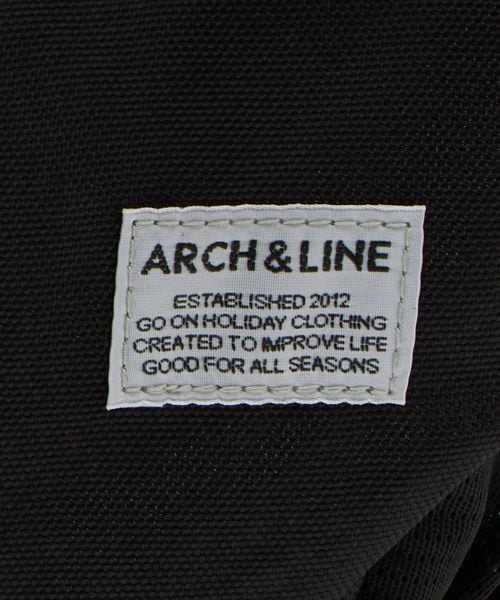 ARCH & LINE
ESTABLISHED 2012
GO ON HOLIDAY CLOTHING
CREATED TO IMPROVE LIFE
GOOD FOR ALL SEASONS